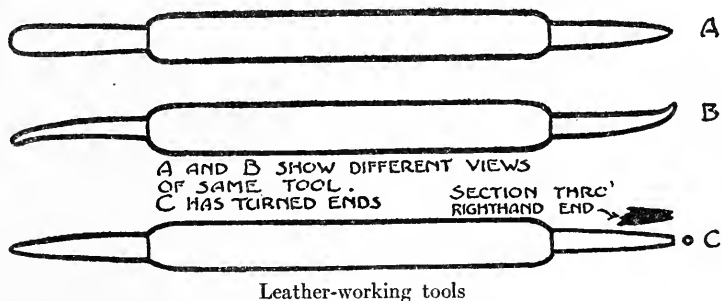 A
B
A AND B SHOW DIFFERENT VIEWS
OF SAME TOOL.
C HAS TURNED ENDS
SECTION THRO'
RIGHTHAND END
C
Leather-working tools